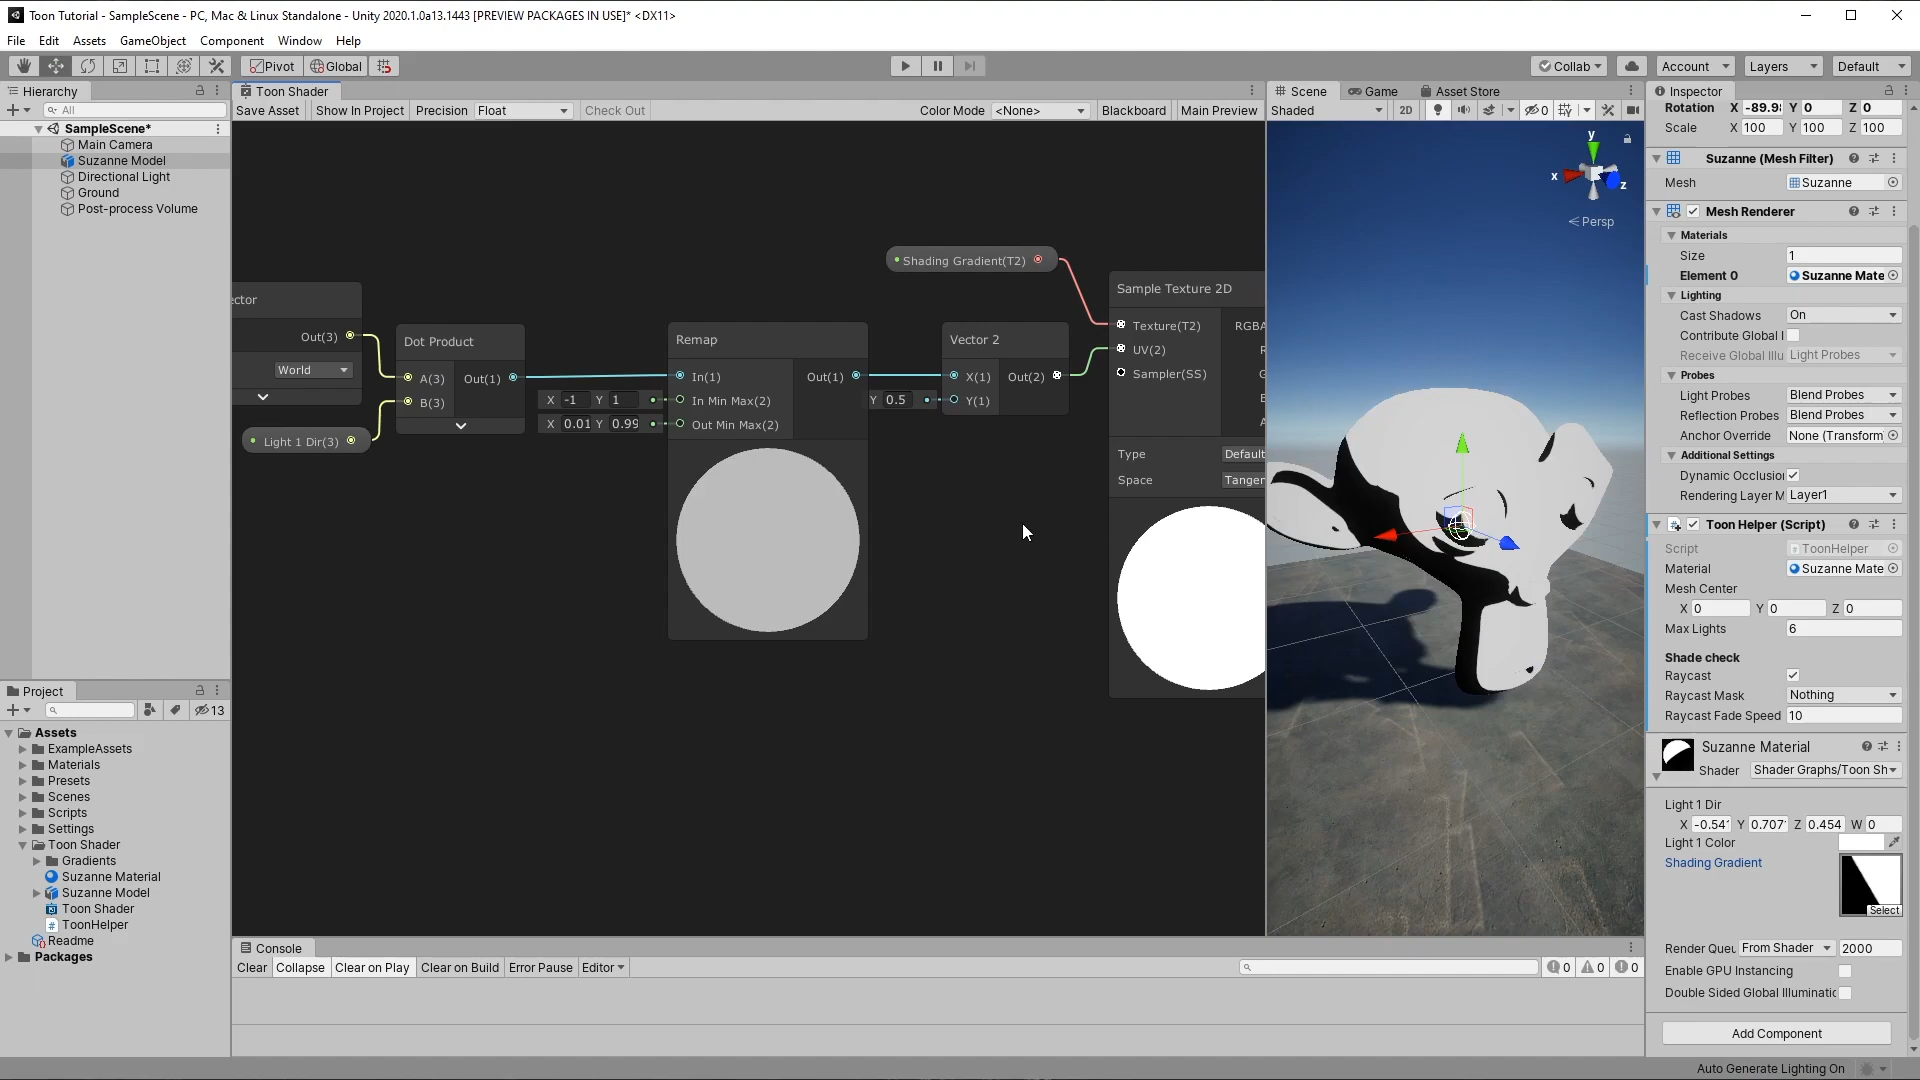 Toon Tutorial - SampleScene - PC, Mac & Linux Standalone - Unity 2020.1.0a13.1443 [PREVIEW PACKAGES IN USE]* <DX11>
File Edit Assets GameObject Component Window Help
Pivot Global Collab Account Layers Default
Hierarchy
All
SampleScene*
Main Camera
Suzanne Model
Directional Light
Ground
Post-process Volume
Toon Shader
Save Asset Show In Project Precision Float Check Out Color Mode <None> Blackboard Main Preview
ector
Out(3)
World
Light 1 Dir(3)
Dot Product
A(3) Out(1)
B(3)
X -1 Y 1
X 0.01 Y 0.99
Remap
In(1) Out(1)
In Min Max(2)
Out Min Max(2)
Y 0.5
Vector 2
X(1) Out(2)
Y(1)
Shading Gradient(T2)
Sample Texture 2D
Texture(T2) RGBA
UV(2) R
Sampler(SS) G
B
A
Type Default
Space Tangen
Scene Game Asset Store
Shaded 2D 0
y
x
z
Persp
Inspector
Rotation X -89.9 Y 0 Z 0
Scale X 100 Y 100 Z 100
Suzanne (Mesh Filter)
Mesh Suzanne
Mesh Renderer
Materials
Size 1
Element 0 Suzanne Mate
Lighting
Cast Shadows On
Contribute Global I
Receive Global Illu Light Probes
Probes
Light Probes Blend Probes
Reflection Probes Blend Probes
Anchor Override None (Transform
Additional Settings
Dynamic Occlusion
Rendering Layer M Layer1
Toon Helper (Script)
Script ToonHelper
Material Suzanne Mate
Mesh Center
X 0 Y 0 Z 0
Max Lights 6
Shade check
Raycast
Raycast Mask Nothing
Raycast Fade Speed 10
Suzanne Material
Shader Shader Graphs/Toon Sh
Light 1 Dir
X -0.541 Y 0.707 Z 0.454 W 0
Light 1 Color
Shading Gradient
Select
Render Queu From Shader 2000
Enable GPU Instancing
Double Sided Global Illuminatio
Add Component
Project
13
Assets
ExampleAssets
Materials
Presets
Scenes
Scripts
Settings
Toon Shader
Gradients
Suzanne Material
Suzanne Model
Toon Shader
ToonHelper
Readme
Packages
Console
Clear Collapse Clear on Play Clear on Build Error Pause Editor 0 0 0
Auto Generate Lighting On